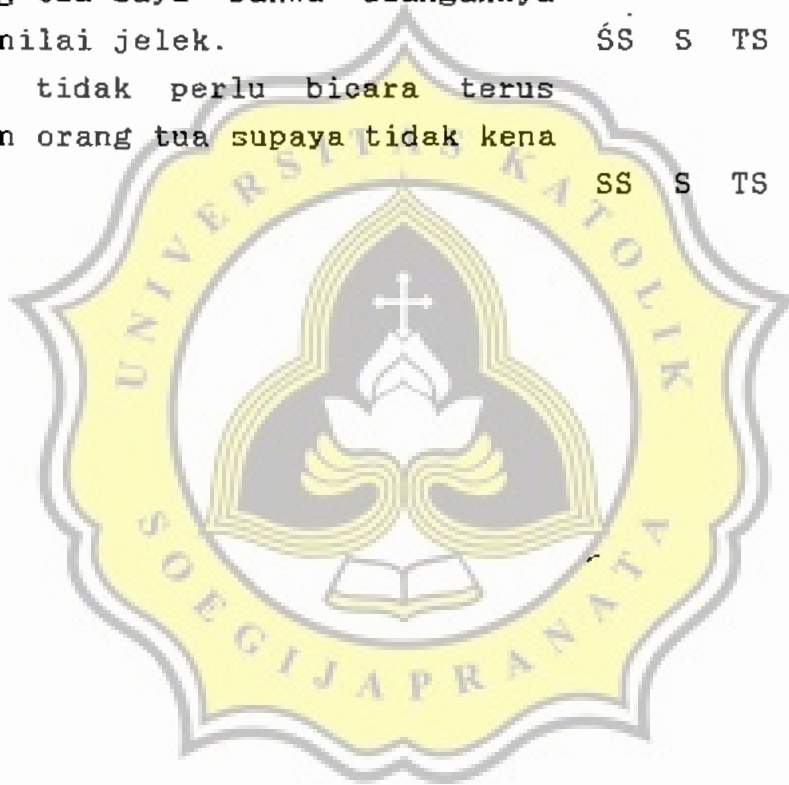 nilai jelek. SS S TS
tidak perlu bicara terus
orang tua supaya tidak kena
SS S TS
UNIVERSITAS KATOLIK
SOEGIJAPRANATA